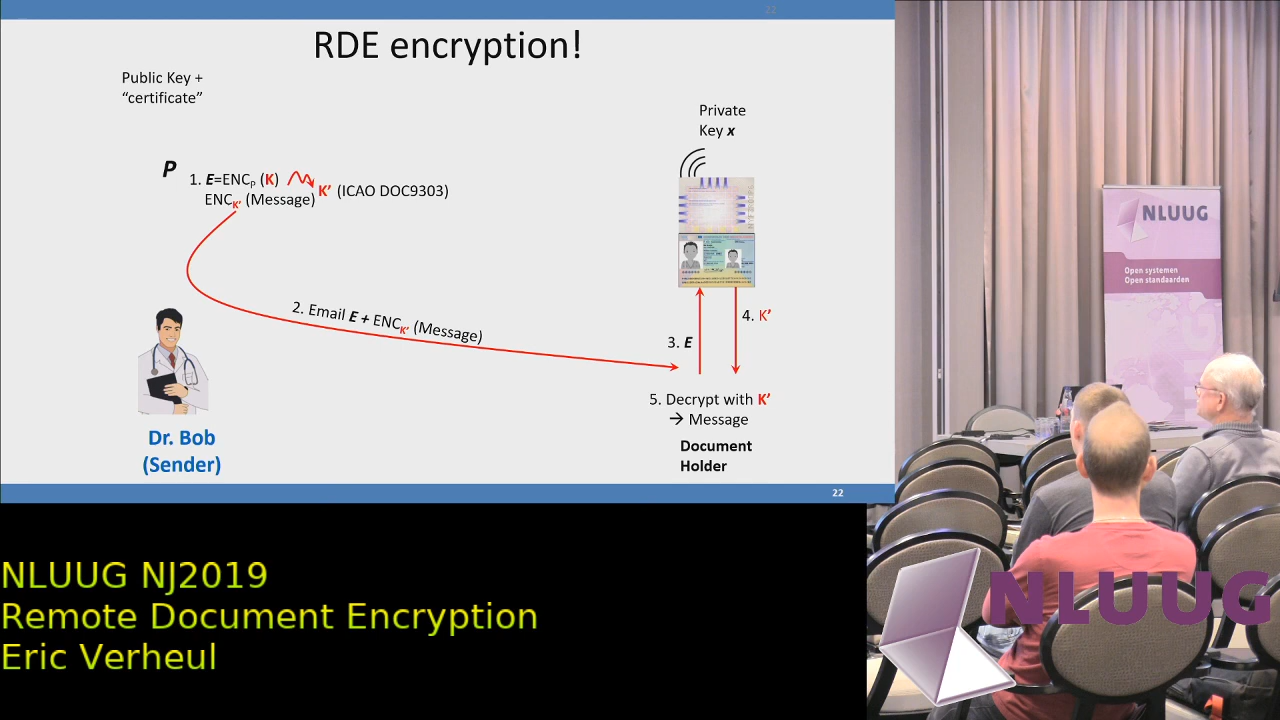 22
RDE encryption!
Public Key +
“certificate”
Private
Key x
P
1. E=ENCP (K)
K’ (ICAO DOC9303)
ENCK’ (Message)
2. Email E + ENCK’ (Message)
3. E
4. K’
5. Decrypt with K’
→ Message
Dr. Bob
(Sender)
Document
Holder
22
NLUUG
Open systemen
Open standaarden
NLUUG NJ2019
Remote Document Encryption
Eric Verheul
NLUUG